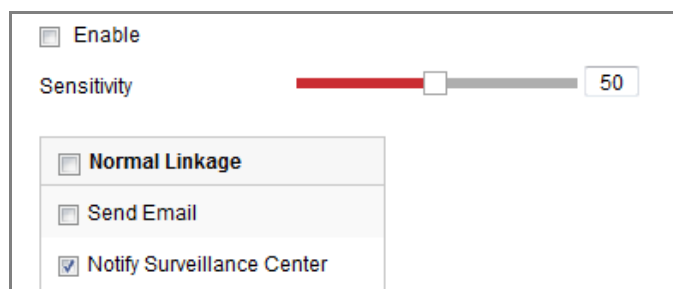 Enable
Sensitivity 50
Normal Linkage
Send Email
Notify Surveillance Center